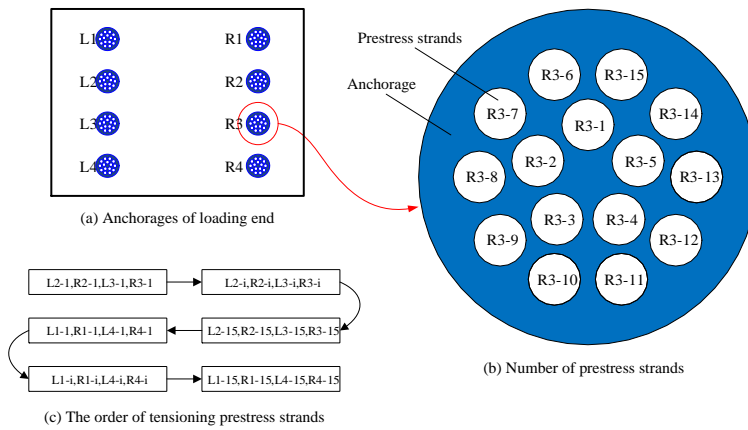 L1
R1
L2
R2
L3
R3
L4
R4
(a) Anchorages of loading end
Prestress strands
Anchorage
R3-6
R3-15
R3-7
R3-1
R3-14
R3-2
R3-5
R3-8
R3-13
R3-3
R3-4
R3-9
R3-12
R3-10
R3-11
(b) Number of prestress strands
L2-1,R2-1,L3-1,R3-1
L2-i,R2-i,L3-i,R3-i
L1-1,R1-1,L4-1,R4-1
L2-15,R2-15,L3-15,R3-15
L1-i,R1-i,L4-i,R4-i
L1-15,R1-15,L4-15,R4-15
(c) The order of tensioning prestress strands